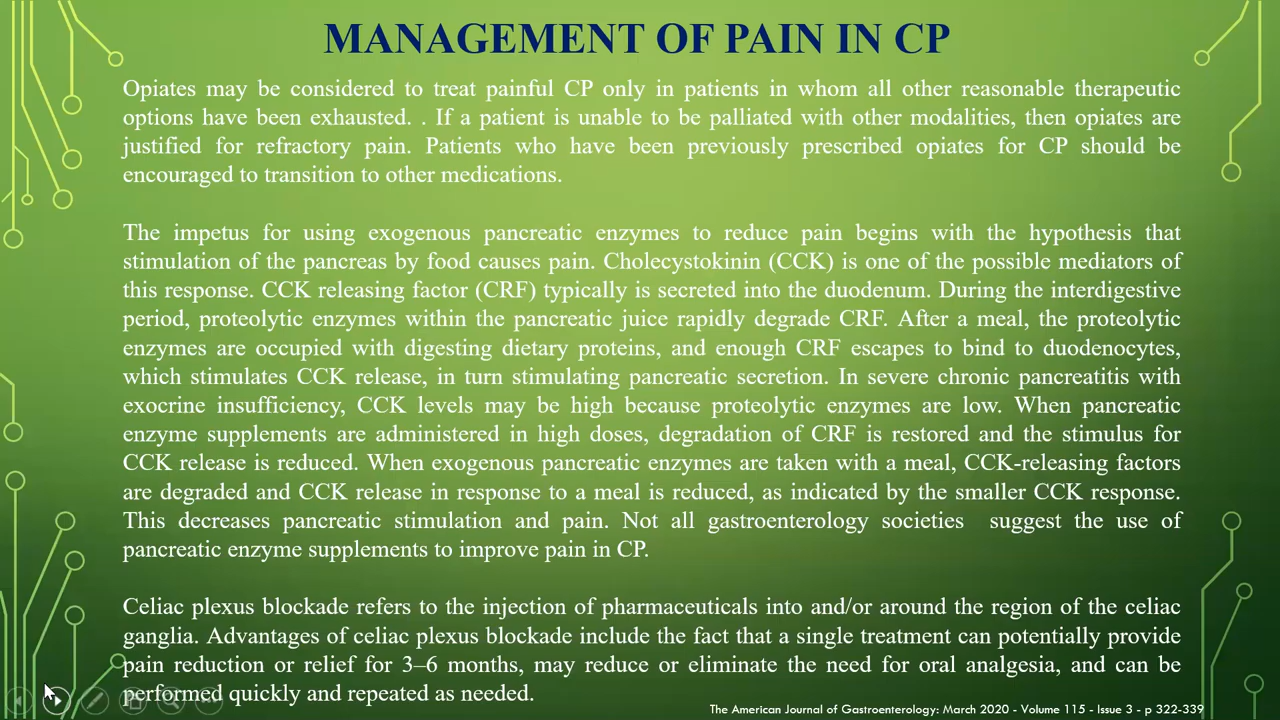 MANAGEMENT OF PAIN IN CP
Opiates may be considered to treat painful CP only in patients in whom all other reasonable therapeutic
options have been exhausted. . If a patient is unable to be palliated with other modalities, then opiates are
justified for refractory pain. Patients who have been previously prescribed opiates for CP should be
encouraged to transition to other medications.
The impetus for using exogenous pancreatic enzymes to reduce pain begins with the hypothesis that
stimulation of the pancreas by food causes pain. Cholecystokinin (CCK) is one of the possible mediators of
this response. CCK releasing factor (CRF) typically is secreted into the duodenum. During the interdigestive
period, proteolytic enzymes within the pancreatic juice rapidly degrade CRF. After a meal, the proteolytic
enzymes are occupied with digesting dietary proteins, and enough CRF escapes to bind to duodenocytes,
which stimulates CCK release, in turn stimulating pancreatic secretion. In severe chronic pancreatitis with
exocrine insufficiency, CCK levels may be high because proteolytic enzymes are low. When pancreatic
enzyme supplements are administered in high doses, degradation of CRF is restored and the stimulus for
CCK release is reduced. When exogenous pancreatic enzymes are taken with a meal, CCK-releasing factors
are degraded and CCK release in response to a meal is reduced, as indicated by the smaller CCK response.
This decreases pancreatic stimulation and pain. Not all gastroenterology societies suggest the use of
pancreatic enzyme supplements to improve pain in CP.
Celiac plexus blockade refers to the injection of pharmaceuticals into and/or around the region of the celiac
ganglia. Advantages of celiac plexus blockade include the fact that a single treatment can potentially provide
pain reduction or relief for 3–6 months, may reduce or eliminate the need for oral analgesia, and can be
performed quickly and repeated as needed.
The American Journal of Gastroenterology: March 2020 - Volume 115 - Issue 3 - p 322-339